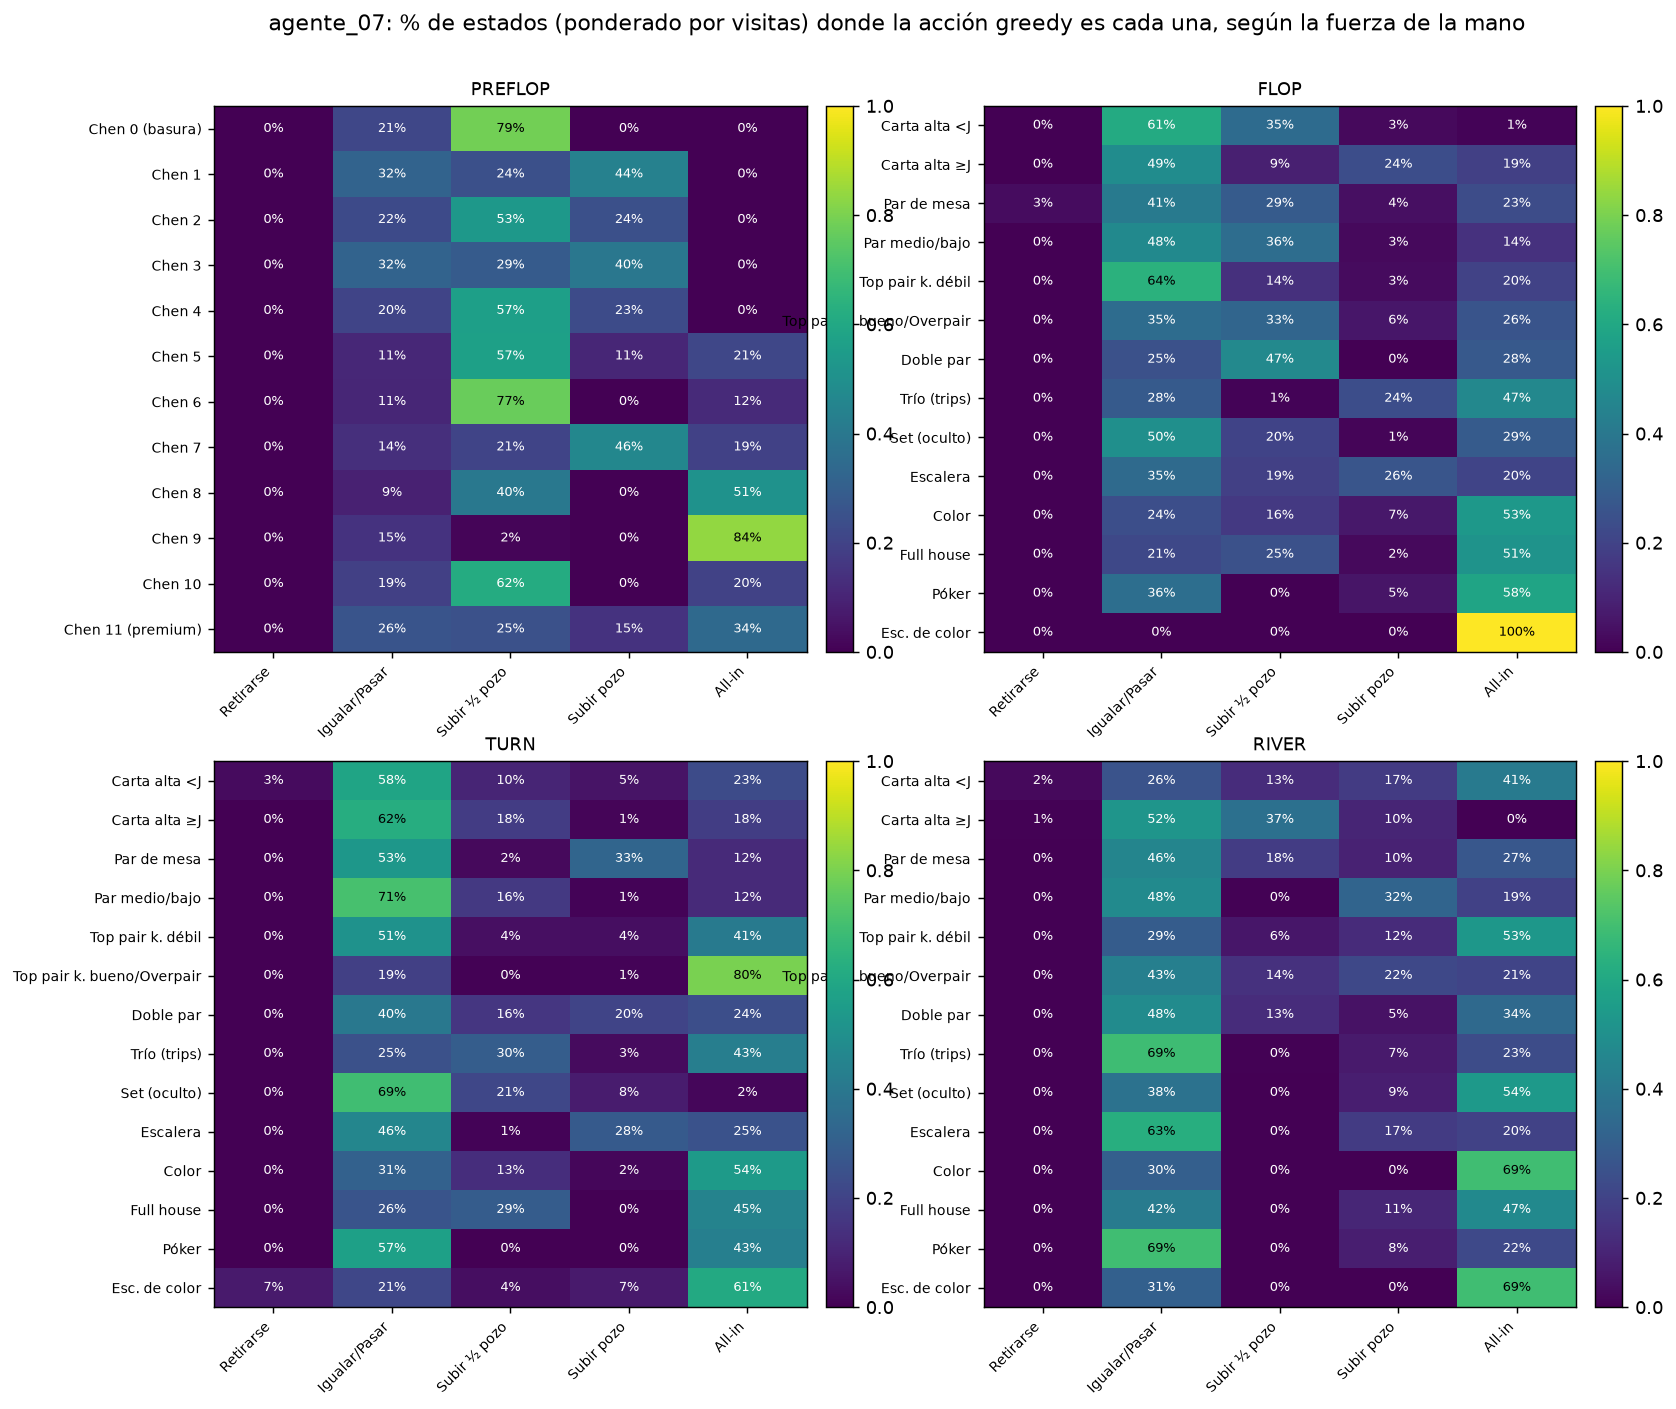 agente_07: % de estados (ponderado por visitas) donde la acción greedy es cada una, según la fuerza de la mano
PREFLOP
Chen 0 (basura) 0% 21% 79% 0% 0%
Chen 1 0% 32% 24% 44% 0%
Chen 2 0% 22% 53% 24% 0%
Chen 3 0% 32% 29% 40% 0%
Chen 4 0% 20% 57% 23% 0%
Chen 5 0% 11% 57% 11% 21%
Chen 6 0% 11% 77% 0% 12%
Chen 7 0% 14% 21% 46% 19%
Chen 8 0% 9% 40% 0% 51%
Chen 9 0% 15% 2% 0% 84%
Chen 10 0% 19% 62% 0% 20%
Chen 11 (premium) 0% 26% 25% 15% 34%
Retirarse Igualar/Pasar Subir ½ pozo Subir pozo All-in
1.0
0.8
0.6
0.4
0.2
0.0
FLOP
Carta alta <J 0% 61% 35% 3% 1%
Carta alta ≥J 0% 49% 9% 24% 19%
Par de mesa 3% 41% 29% 4% 23%
Par medio/bajo 0% 48% 36% 3% 14%
Top pair k. débil 0% 64% 14% 3% 20%
Top pa bueno/Overpair 0% 35% 33% 6% 26%
Doble par 0% 25% 47% 0% 28%
Trío (trips) 0% 28% 1% 24% 47%
Set (oculto) 0% 50% 20% 1% 29%
Escalera 0% 35% 19% 26% 20%
Color 0% 24% 16% 7% 53%
Full house 0% 21% 25% 2% 51%
Póker 0% 36% 0% 5% 58%
Esc. de color 0% 0% 0% 0% 100%
Retirarse Igualar/Pasar Subir ½ pozo Subir pozo All-in
1.0
0.8
0.6
0.4
0.2
0.0
TURN
Carta alta <J 3% 58% 10% 5% 23%
Carta alta ≥J 0% 62% 18% 1% 18%
Par de mesa 0% 53% 2% 33% 12%
Par medio/bajo 0% 71% 16% 1% 12%
Top pair k. débil 0% 51% 4% 4% 41%
Top pair k. bueno/Overpair 0% 19% 0% 1% 80%
Doble par 0% 40% 16% 20% 24%
Trío (trips) 0% 25% 30% 3% 43%
Set (oculto) 0% 69% 21% 8% 2%
Escalera 0% 46% 1% 28% 25%
Color 0% 31% 13% 2% 54%
Full house 0% 26% 29% 0% 45%
Póker 0% 57% 0% 0% 43%
Esc. de color 7% 21% 4% 7% 61%
Retirarse Igualar/Pasar Subir ½ pozo Subir pozo All-in
1.0
0.8
0.6
0.4
0.2
0.0
RIVER
Carta alta <J 2% 26% 13% 17% 41%
Carta alta ≥J 1% 52% 37% 10% 0%
Par de mesa 0% 46% 18% 10% 27%
Par medio/bajo 0% 48% 0% 32% 19%
Top pair k. débil 0% 29% 6% 12% 53%
Top pa bueno/Overpair 0% 43% 14% 22% 21%
Doble par 0% 48% 13% 5% 34%
Trío (trips) 0% 69% 0% 7% 23%
Set (oculto) 0% 38% 0% 9% 54%
Escalera 0% 63% 0% 17% 20%
Color 0% 30% 0% 0% 69%
Full house 0% 42% 0% 11% 47%
Póker 0% 69% 0% 8% 22%
Esc. de color 0% 31% 0% 0% 69%
Retirarse Igualar/Pasar Subir ½ pozo Subir pozo All-in
1.0
0.8
0.6
0.4
0.2
0.0